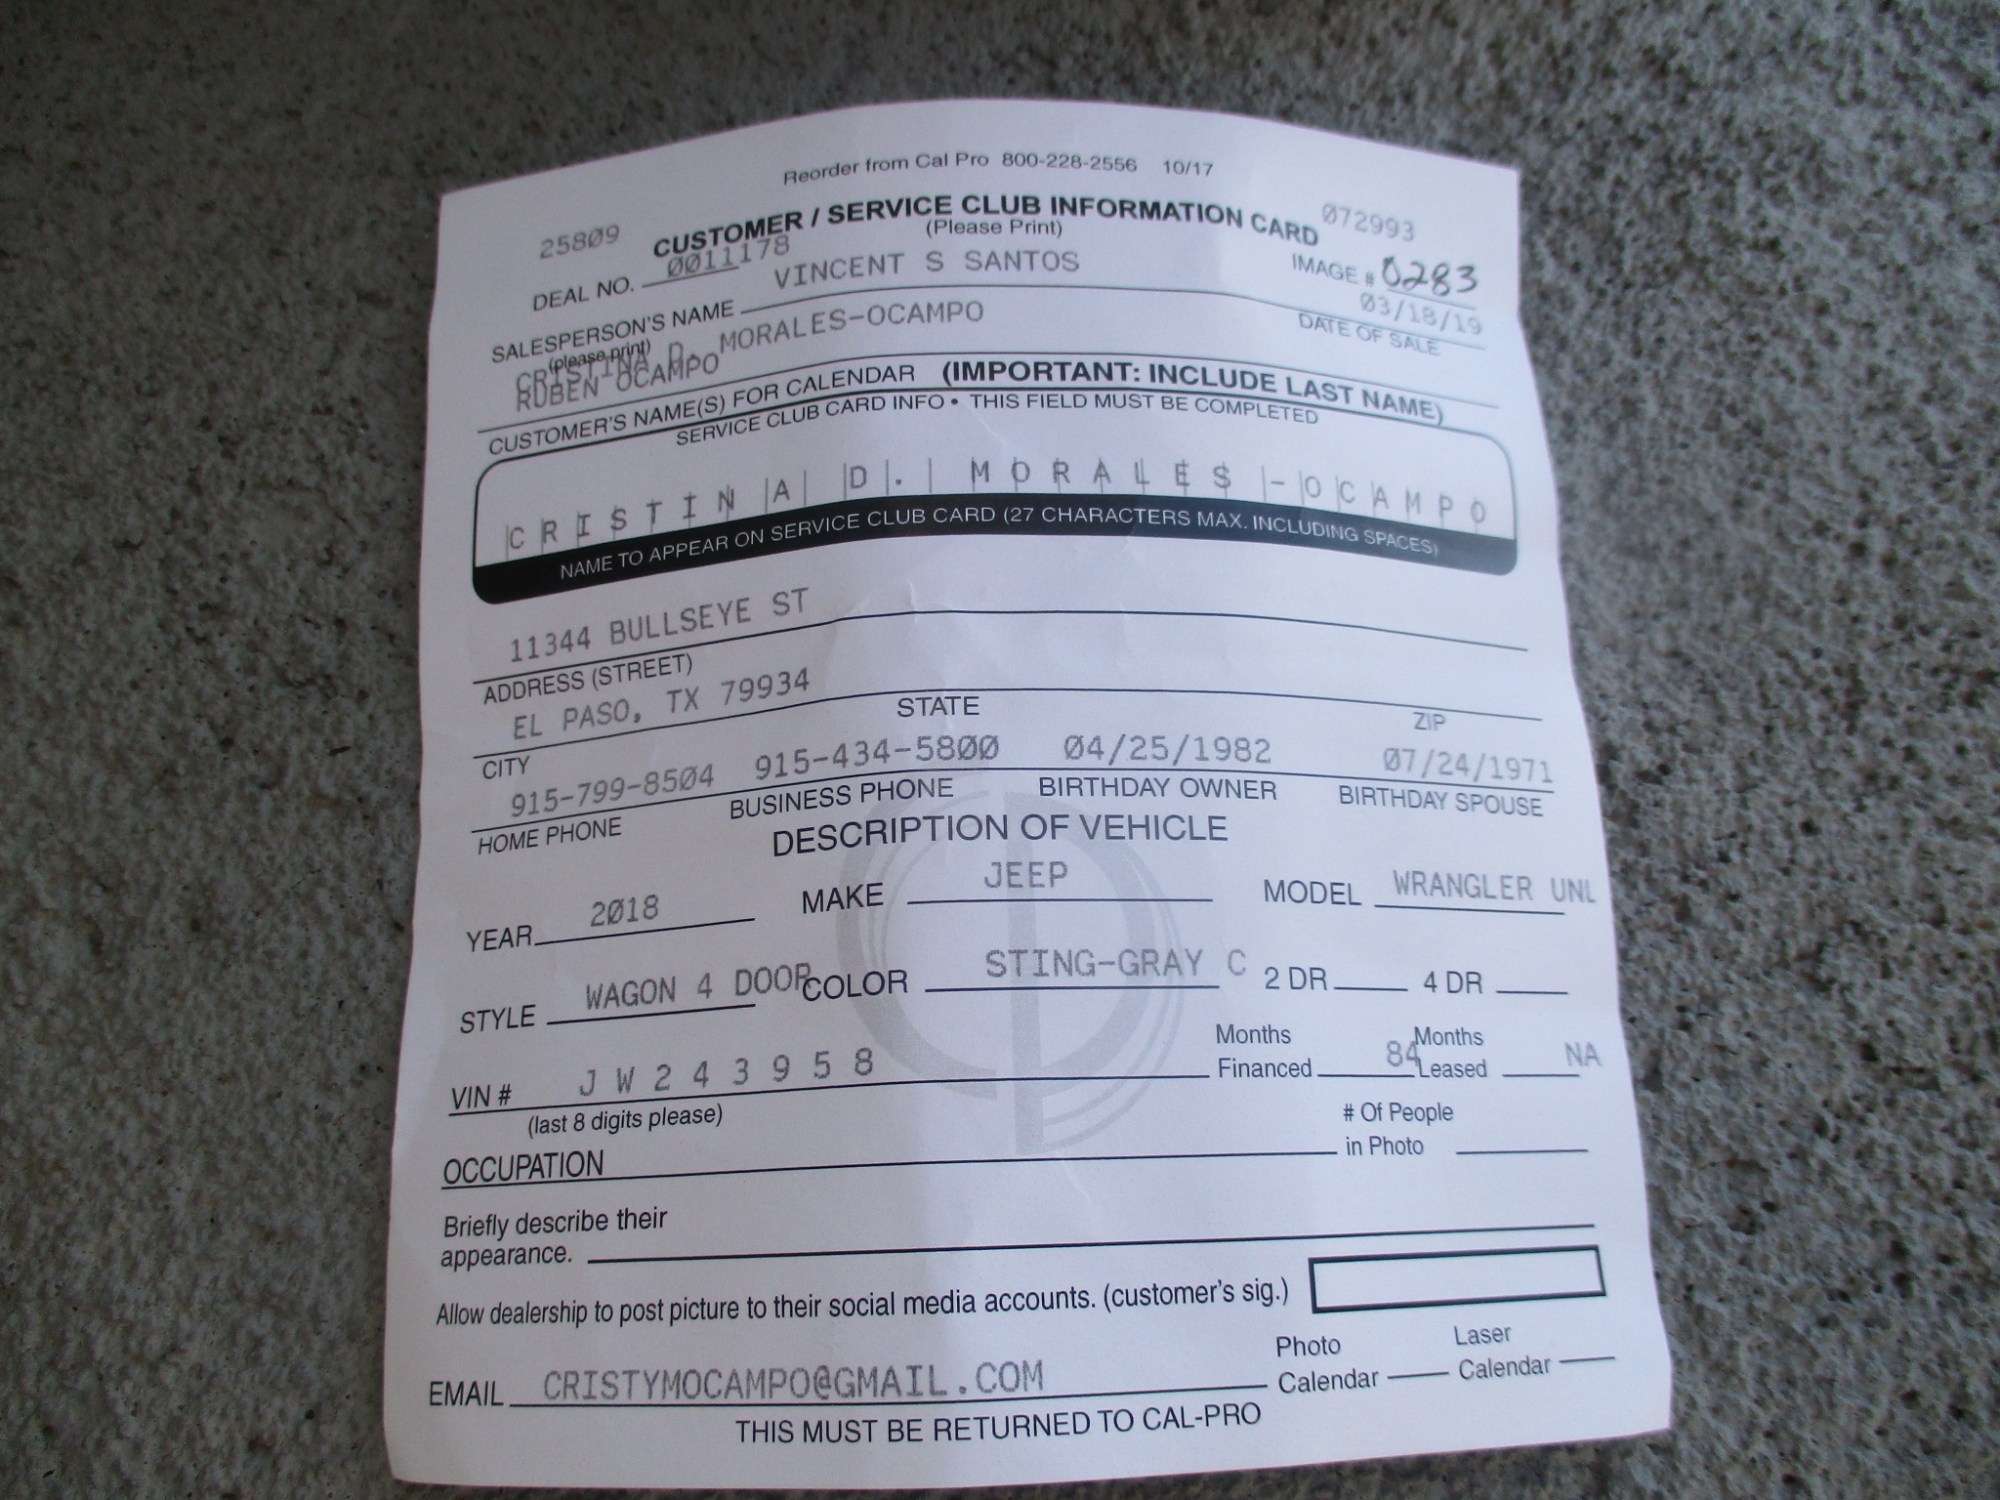 Reorder from Cal Pro 800-228-2556 10/17
25809 CUSTOMER / SERVICE CLUB INFORMATION CARD 072993
(Please Print)
DEAL NO. 0011178 IMAGE # 0283
SALESPERSON'S NAME VINCENT S SANTOS 03/18/19
(please print) DATE OF SALE
CRISTINA D. MORALES-OCAMPO
RUBEN OCAMPO
CUSTOMER'S NAME(S) FOR CALENDAR (IMPORTANT: INCLUDE LAST NAME)
SERVICE CLUB CARD INFO • THIS FIELD MUST BE COMPLETED
CRISTINA D. MORALES-OCAMPO
NAME TO APPEAR ON SERVICE CLUB CARD (27 CHARACTERS MAX. INCLUDING SPACES)
11344 BULLSEYE ST
ADDRESS (STREET)
EL PASO, TX 79934
CITY STATE ZIP
915-799-8504 915-434-5800 04/25/1982 07/24/1971
HOME PHONE BUSINESS PHONE BIRTHDAY OWNER BIRTHDAY SPOUSE
DESCRIPTION OF VEHICLE
YEAR 2018 MAKE JEEP MODEL WRANGLER UNL
STYLE WAGON 4 DOOR COLOR STING-GRAY C 2 DR 4 DR
VIN # J W 2 4 3 9 5 8 Months Financed 84 Months Leased NA
(last 8 digits please)
OCCUPATION # Of People in Photo
Briefly describe their
appearance.
Allow dealership to post picture to their social media accounts. (customer's sig.)
EMAIL CRISTYMOCAMPO@GMAIL.COM Photo Calendar Laser Calendar
THIS MUST BE RETURNED TO CAL-PRO